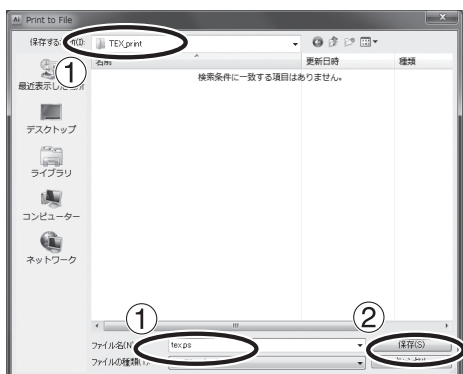 Ai Print to File
保存する TEX_print
①
名前 更新日時 種類
検索条件に一致する項目はありません。
最近表示した
デスクトップ
ライブラリ
コンピューター
ネットワーク
① ②
ファイル名(N) tex.ps 保存(S)
ファイルの種類(T):